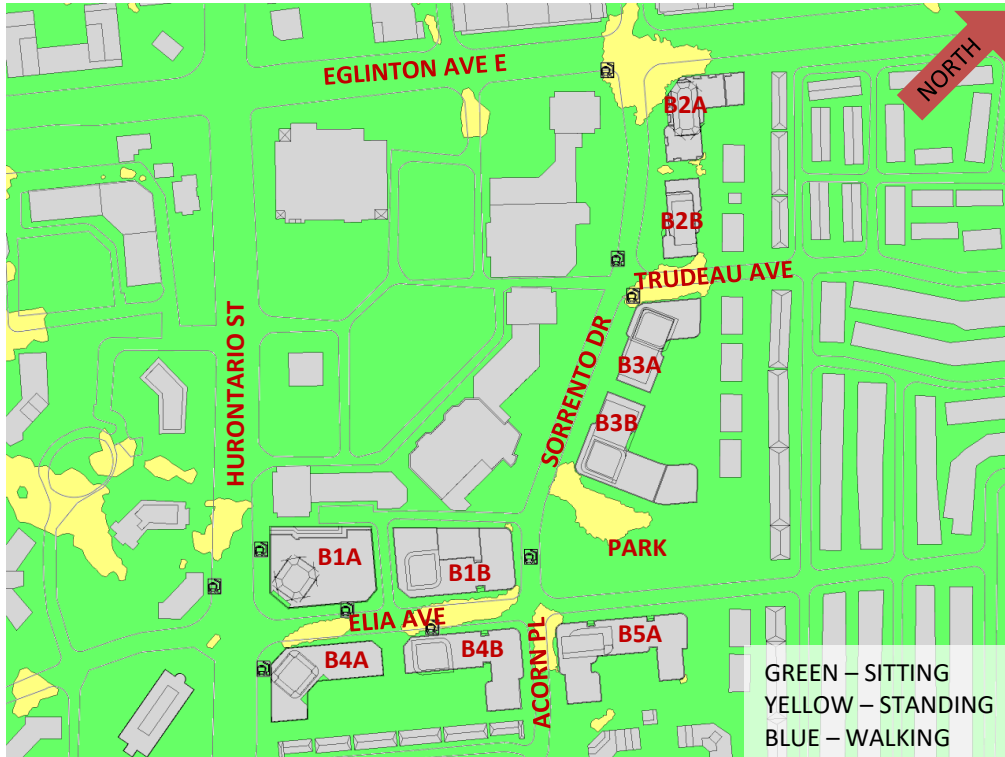 EGLINTON AVE E
NORTH
B2A
B2B
TRUDEAU AVE
HURONTARIO ST
SORRENTO DR
B3A
B3B
PARK
B1A
B1B
ELIA AVE
B4A
B4B
ACORN PL
B5A
GREEN – SITTING
YELLOW – STANDING
BLUE – WALKING